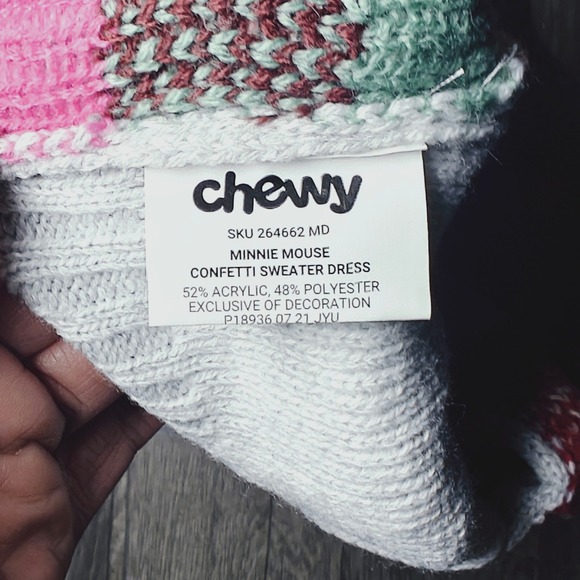 chewy
SKU 264662 MD
MINNIE MOUSE
CONFETTI SWEATER DRESS
52% ACRYLIC, 48% POLYESTER
EXCLUSIVE OF DECORATION
P18936 07 21 JYU